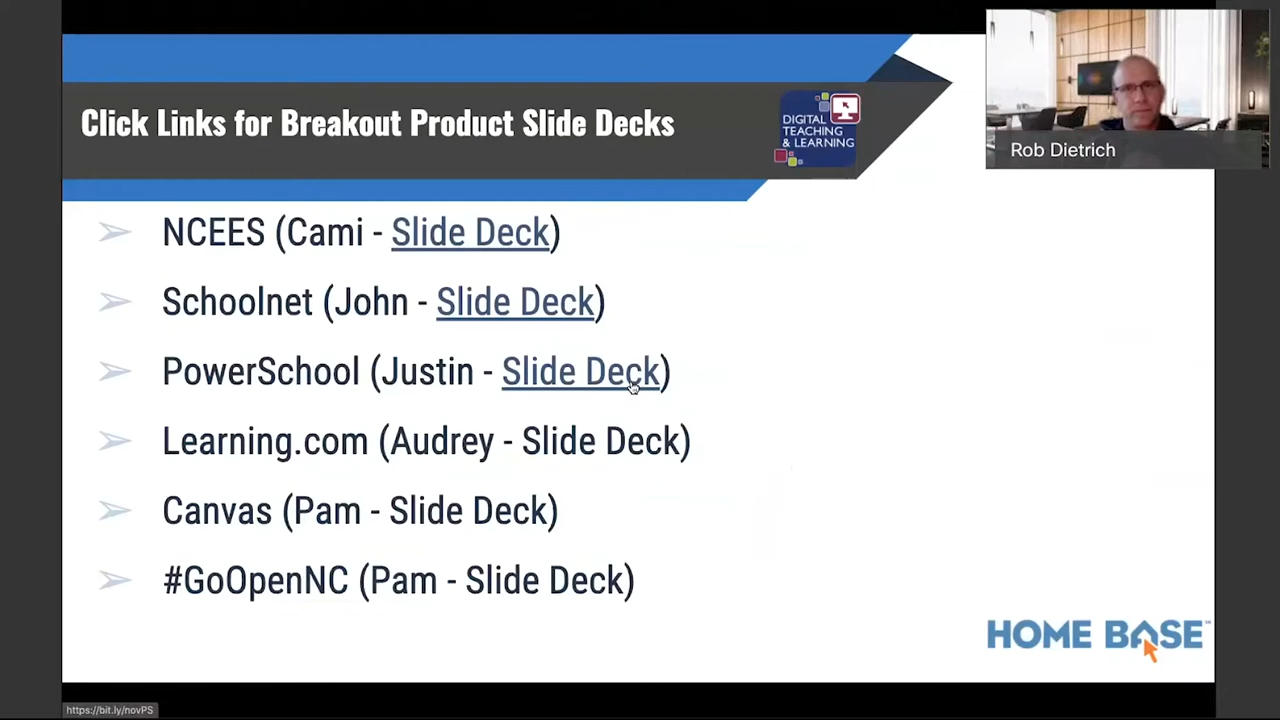 Click Links for Breakout Product Slide Decks
DIGITAL
TEACHING
& LEARNING
Rob Dietrich
➢ NCEES (Cami - Slide Deck)
➢ Schoolnet (John - Slide Deck)
➢ PowerSchool (Justin - Slide Deck)
➢ Learning.com (Audrey - Slide Deck)
➢ Canvas (Pam - Slide Deck)
➢ #GoOpenNC (Pam - Slide Deck)
HOME BASE™
https://bit.ly/novPS